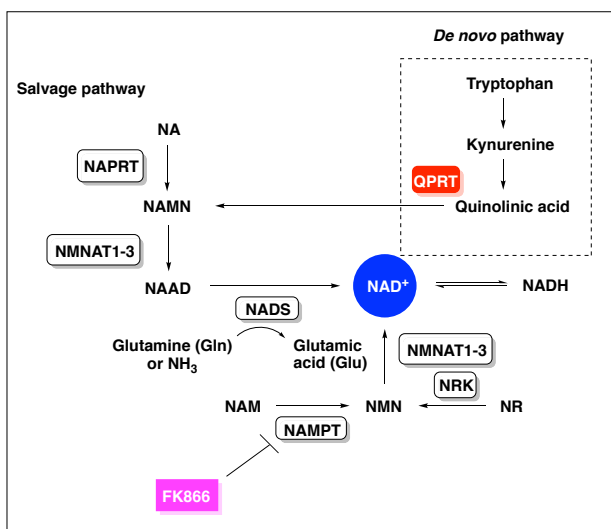 De novo pathway
Salvage pathway
Tryptophan
NA
Kynurenine
NAPRT
QPRT
NAMN
Quinolinic acid
NMNAT1-3
NAAD
NAD⁺
NADH
NADS
Glutamine (Gln)
or NH₃
Glutamic
acid (Glu)
NMNAT1-3
NRK
NAM
NMN
NR
NAMPT
FK866